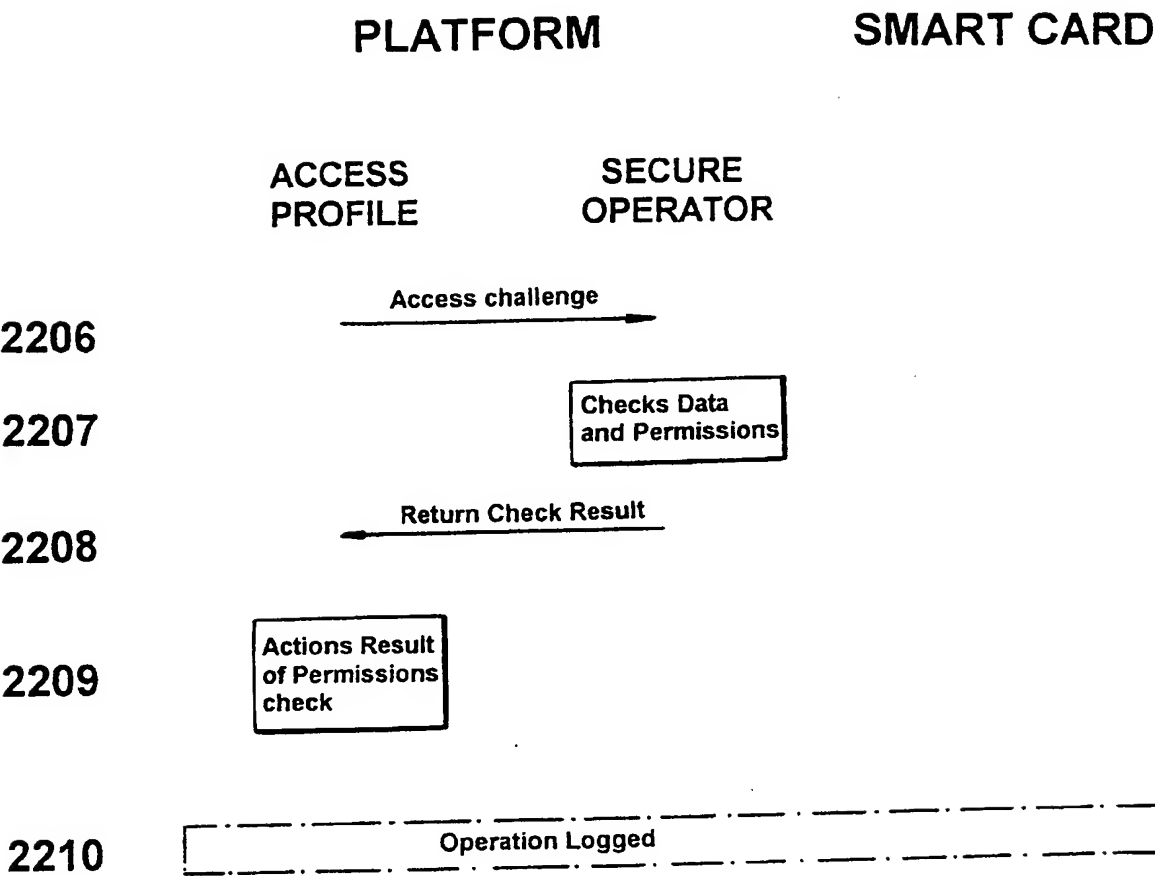 PLATFORM SMART CARD
ACCESS PROFILE
SECURE OPERATOR
2206 Access challenge
2207 Checks Data
and Permissions
2208 Return Check Result
2209 Actions Result
of Permissions
check
2210 Operation Logged